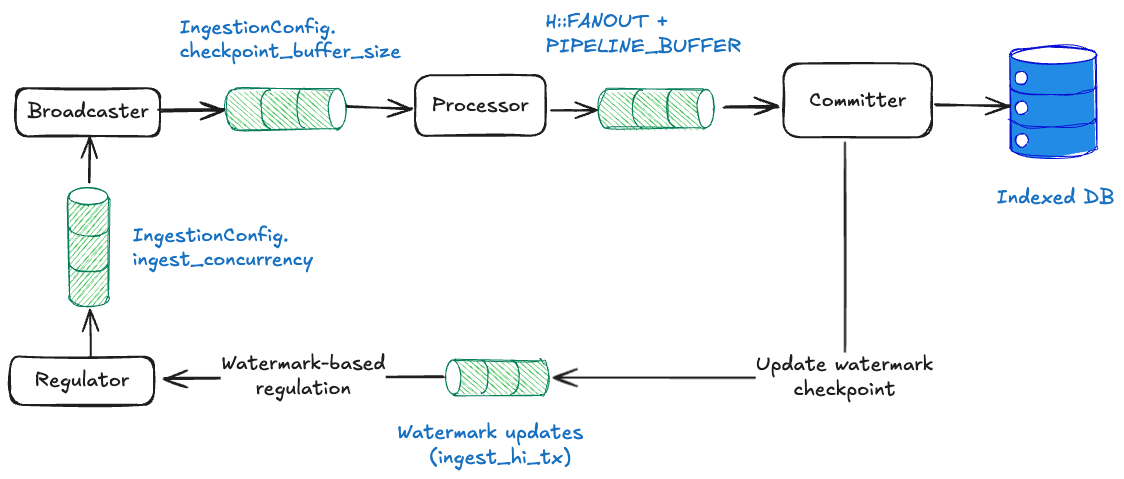 IngestionConfig.
checkpoint_buffer_size
H::FANOUT +
PIPELINE_BUFFER
Broadcaster
Processor
Committer
Indexed DB
IngestionConfig.
ingest_concurrency
Regulator
Watermark-based
regulation
Update watermark
checkpoint
Watermark updates
(ingest_hi_tx)